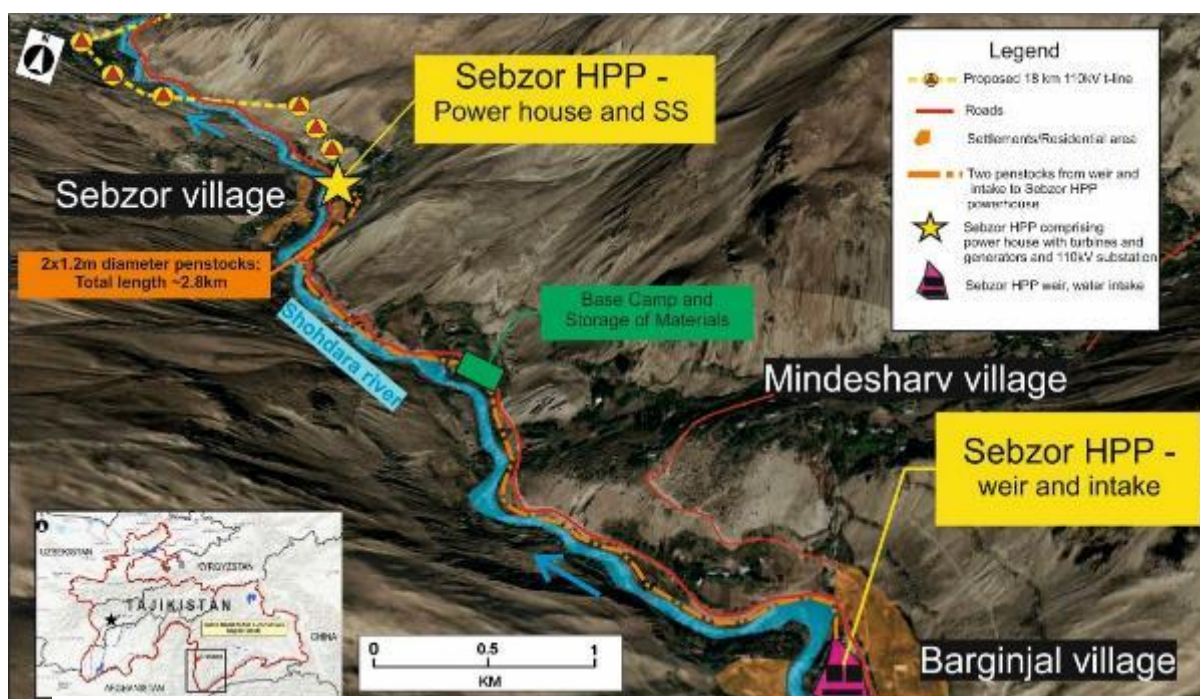 N
Sebzor HPP -
Power house and SS
Legend
Proposed 18 km 110kV t-line
Roads
Settlements/Residential area
Two penstocks from weir and
intake to Sebzor HPP
powerhouse
Sebzor HPP comprising
power house with turbines and
generators and 110kV substation
Sebzor HPP weir, water intake
Sebzor village
2x1.2m diameter penstocks;
Total length ~2.8km
Shohdara river
Base Camp and
Storage of Materials
Mindesharv village
Sebzor HPP -
weir and intake
Barginjal village
UZBEKISTAN
KYRGYZSTAN
TAJIKISTAN
CHINA
AFGHANISTAN
0
0.5
1
KM